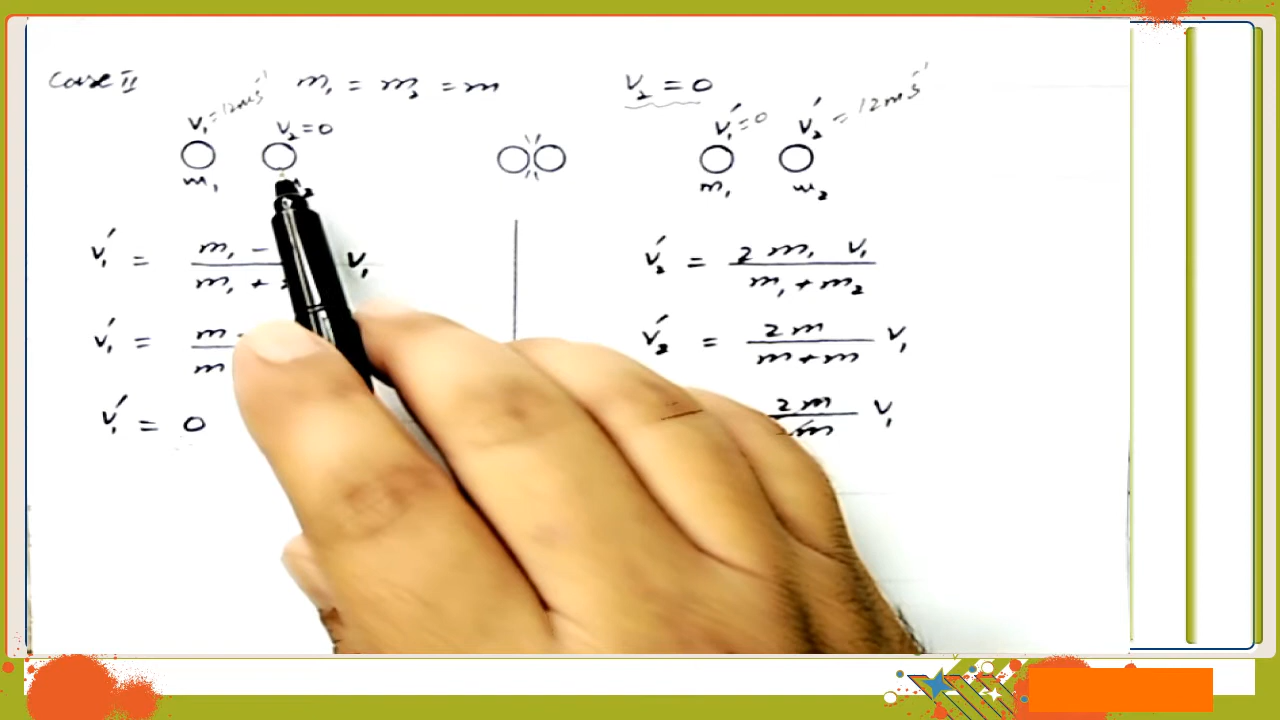 Case II m₁ = m₂ = m v₂ = 0
v₁ = 12ms⁻¹ v₂ = 0 v₁′ = 0 v₂′ = 12ms⁻¹
m₁ m₁ m₂
v₁′ = m₁ − / m₁ + v₁ v₂′ = 2 m₁ v₁ / m₁ + m₂
v₁′ = m − / m v₂′ = 2m / m + m v₁
v₁′ = 0 2m / 2m v₁